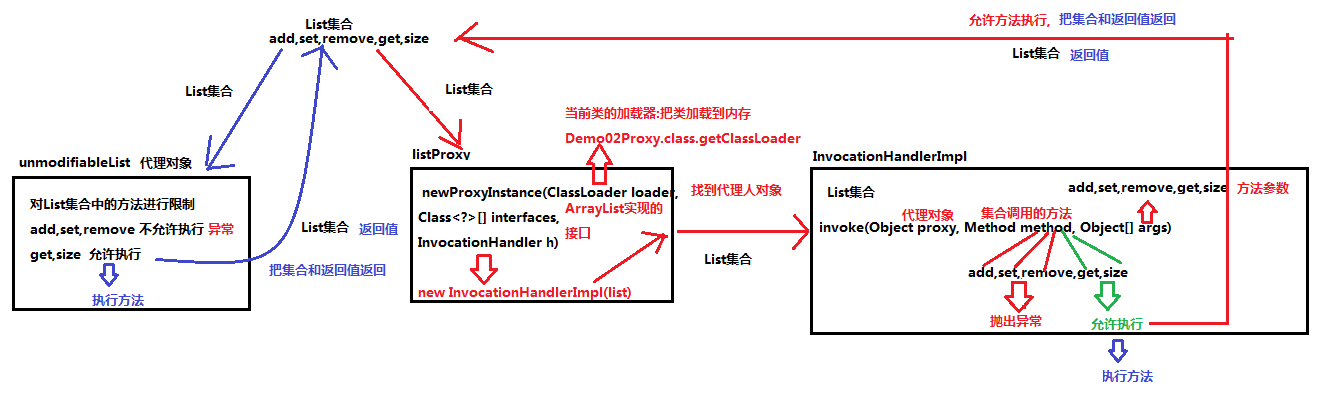 List集合
add,set,remove,get,size
允许方法执行, 把集合和返回值返回
List集合 返回值
List集合
List集合
当前类的加载器:把类加载到内存
Demo02Proxy.class.getClassLoader
unmodifiableList 代理对象
对List集合中的方法进行限制
add,set,remove 不允许执行 异常
get,size 允许执行
执行方法
List集合 返回值
把集合和返回值返回
listProxy
newProxyInstance(ClassLoader loader,
Class<?>[] interfaces,
InvocationHandler h)
ArrayList实现的
接口
new InvocationHandlerImpl(list)
找到代理人对象
List集合
InvocationHandlerImpl
List集合
add,set,remove,get,size 方法参数
代理对象 集合调用的方法
invoke(Object proxy, Method method, Object[] args)
add,set,remove,get,size
抛出异常
允许执行
执行方法